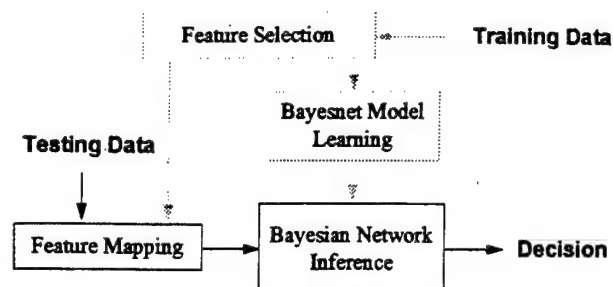 Feature Selection
Training Data
Bayesnet Model
Learning
Testing Data
Feature Mapping
Bayesian Network
Inference
Decision